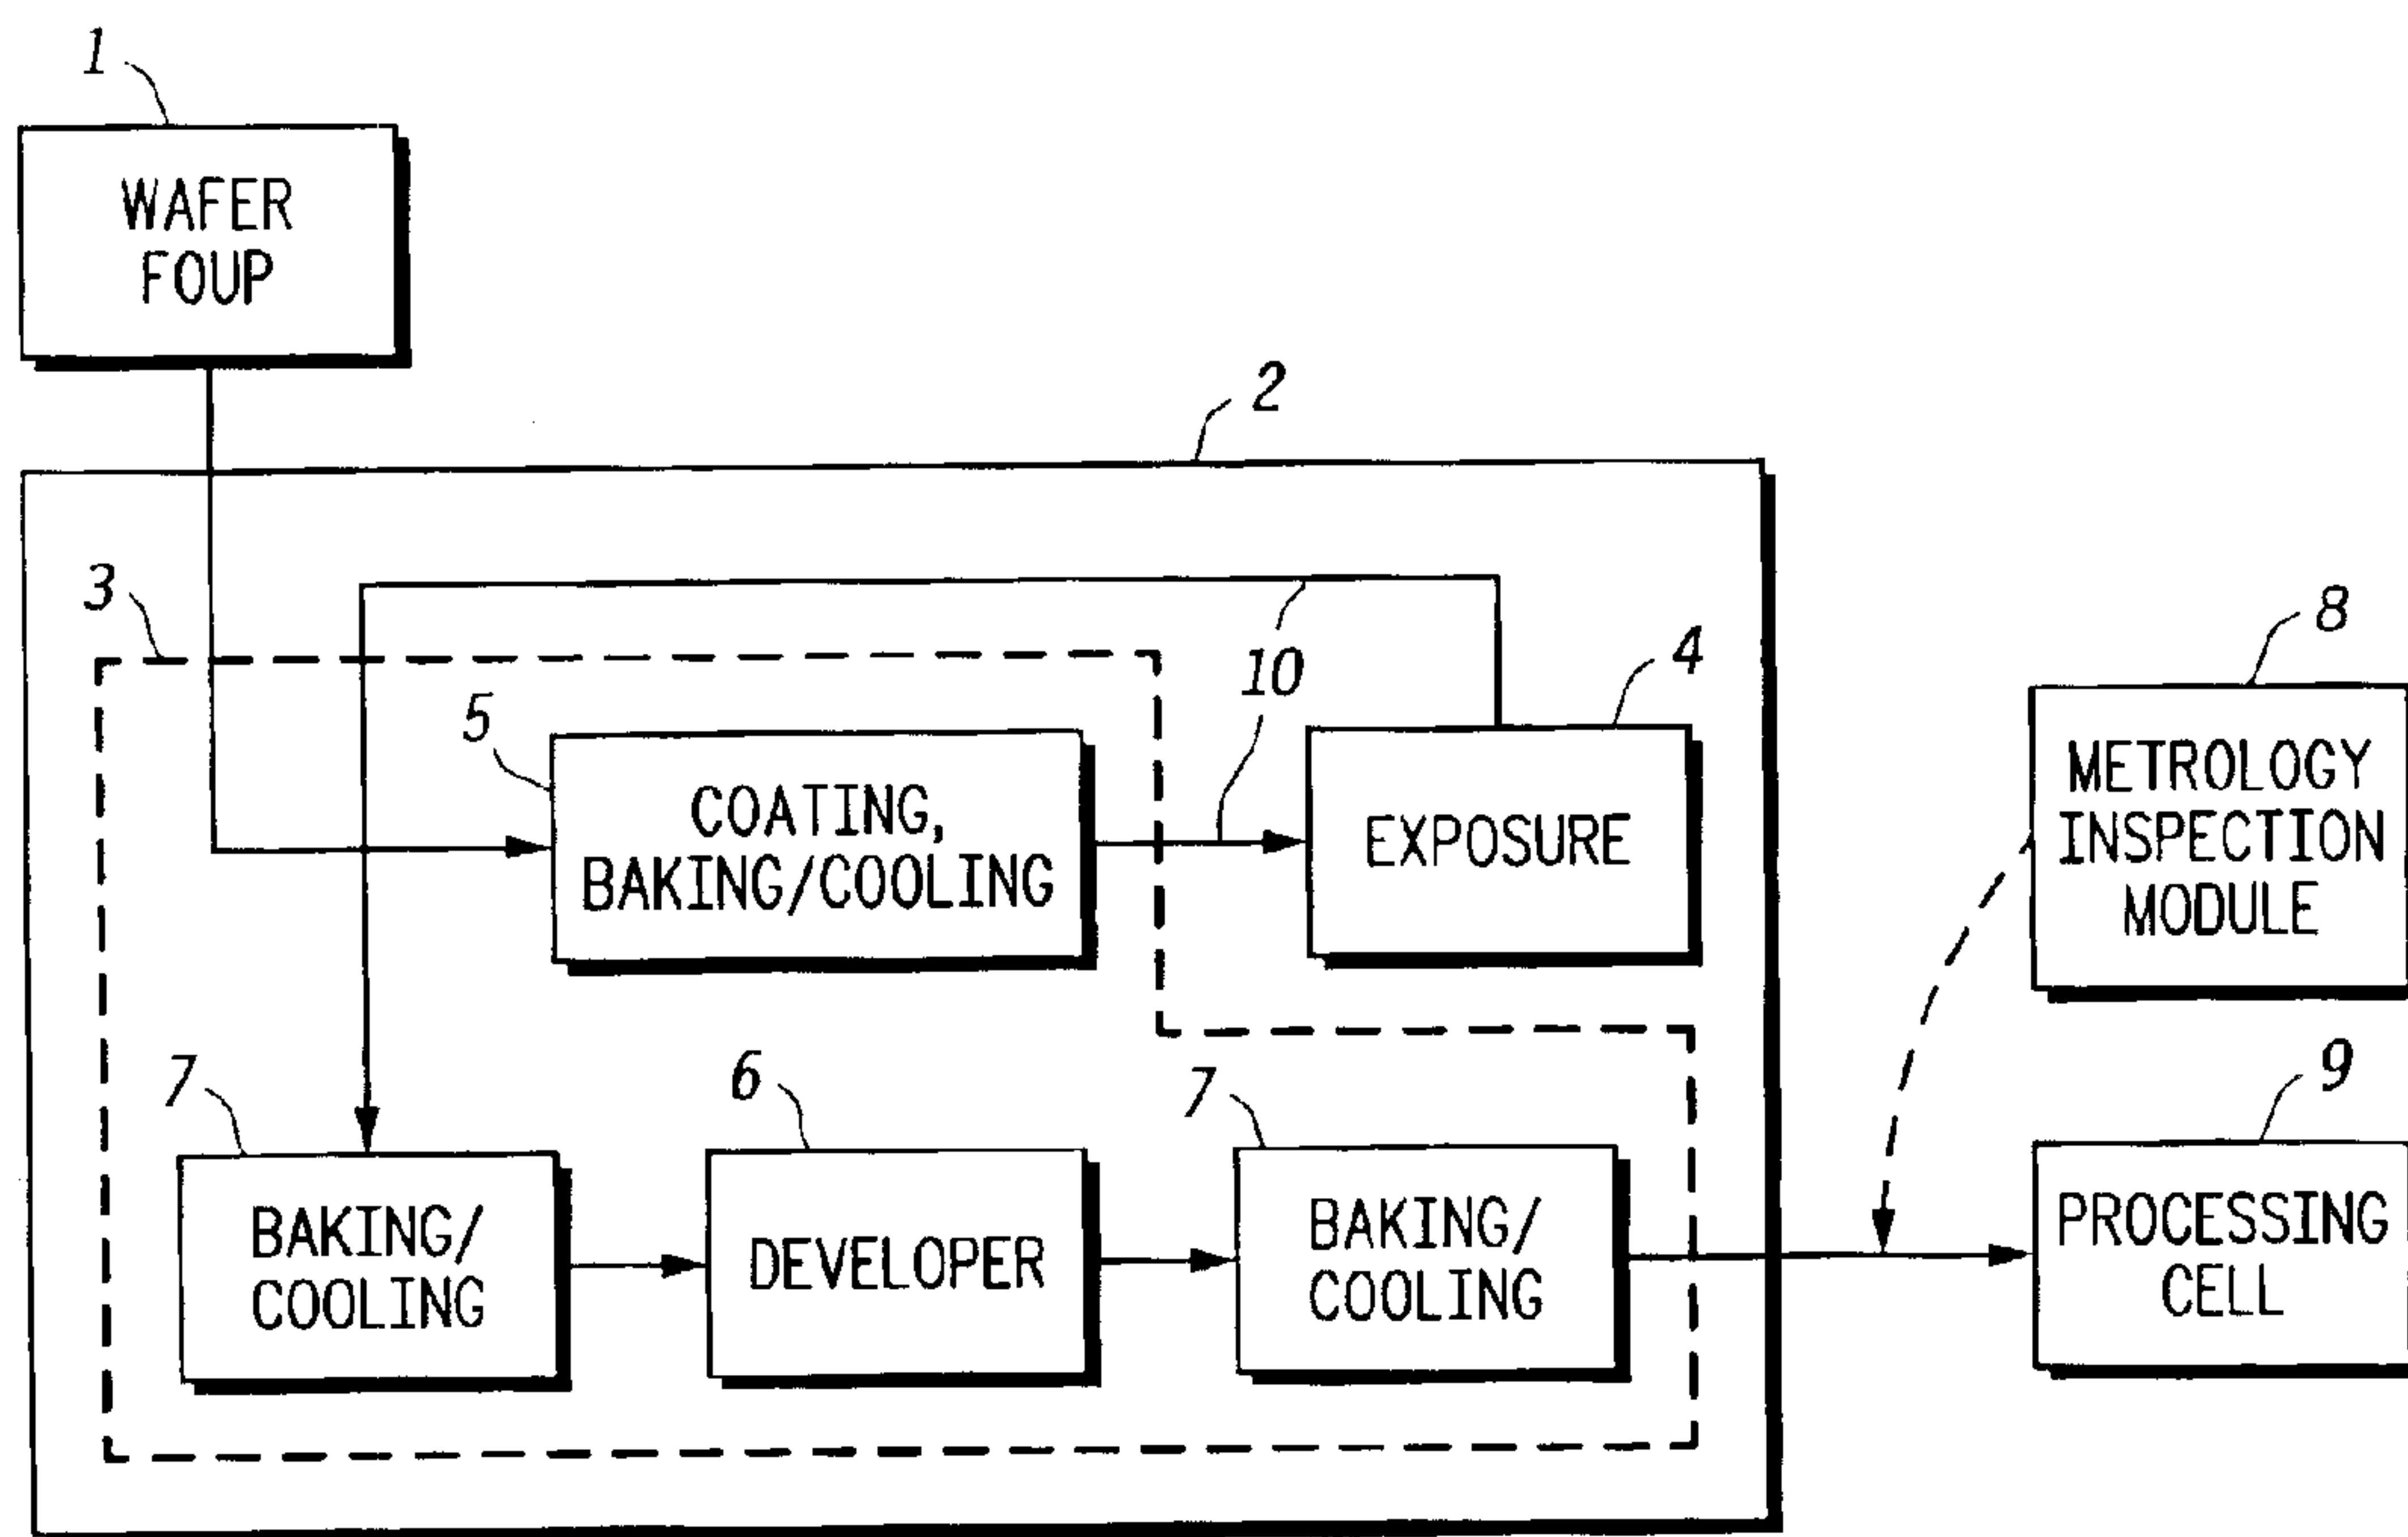 1
WAFER
FOUP
2
3
10
4
8
5
COATING,
BAKING/COOLING
EXPOSURE
METROLOGY
INSPECTION
MODULE
7
6
7
9
BAKING/
COOLING
DEVELOPER
BAKING/
COOLING
PROCESSING
CELL